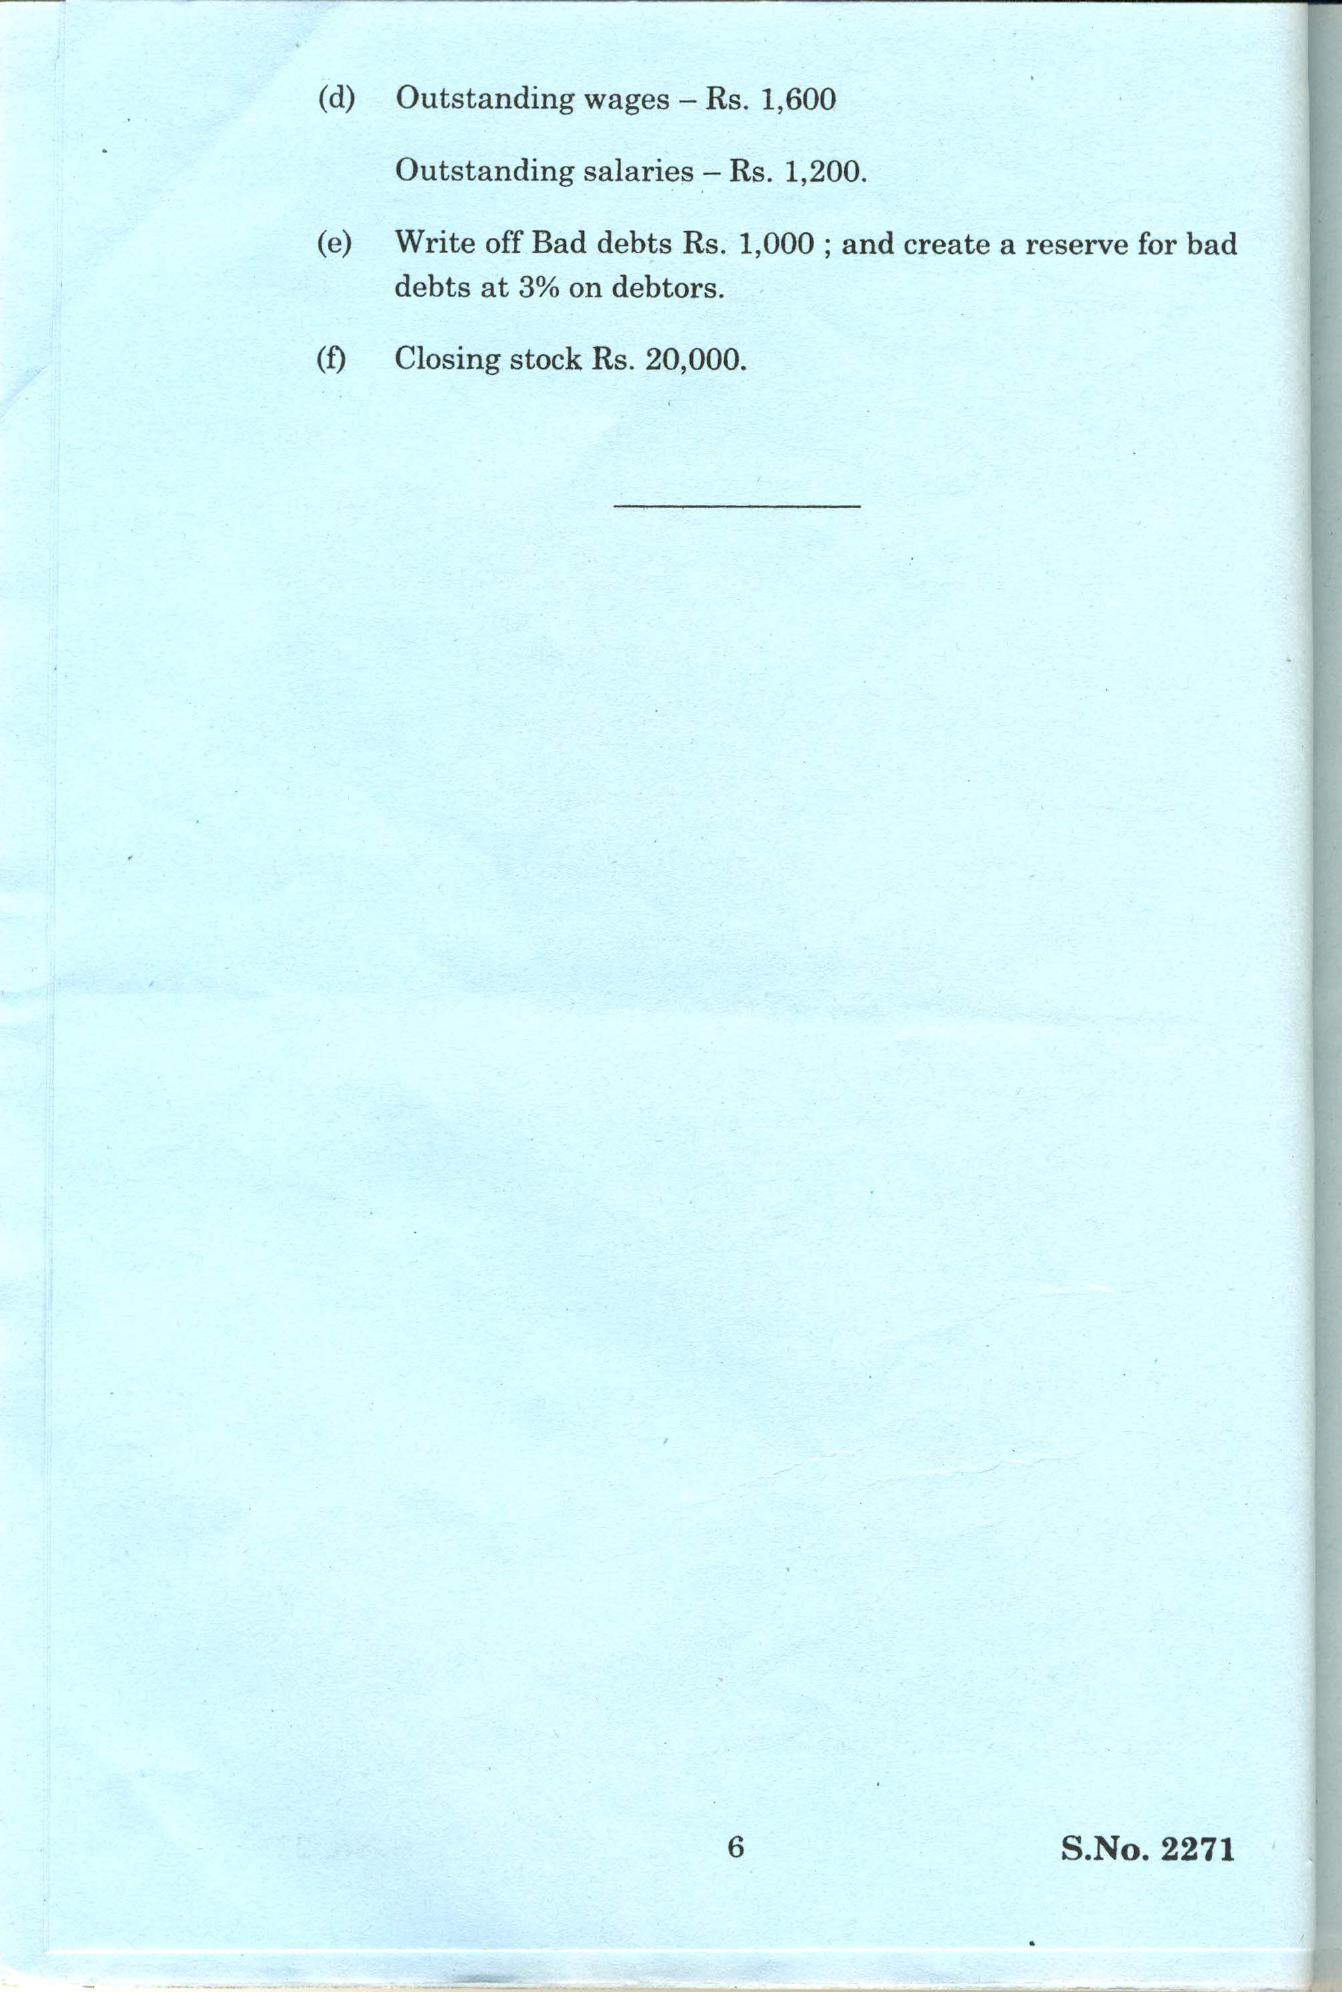 (d) Outstanding wages – Rs. 1,600
Outstanding salaries – Rs. 1,200.
(e) Write off Bad debts Rs. 1,000 ; and create a reserve for bad
debts at 3% on debtors.
(f) Closing stock Rs. 20,000.
6 S.No. 2271